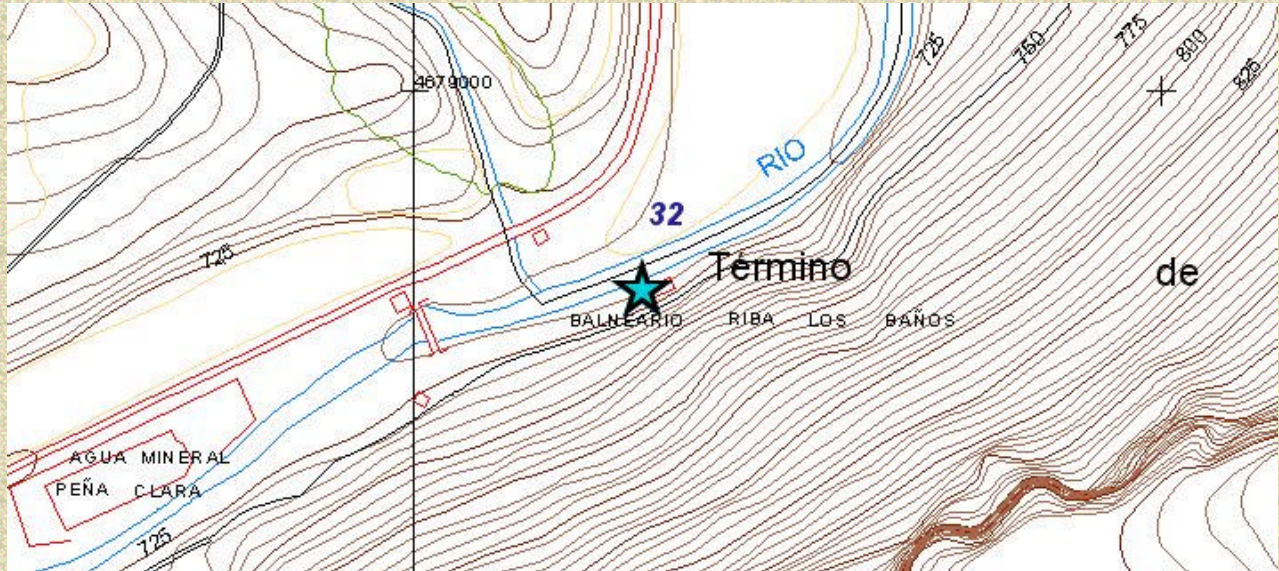 725
750
775
800
825
4679000
RIO
32
725
Término
de
BALNEARIO RIBA LOS BAÑOS
AGUA MINERAL
PEÑA CLARA
725